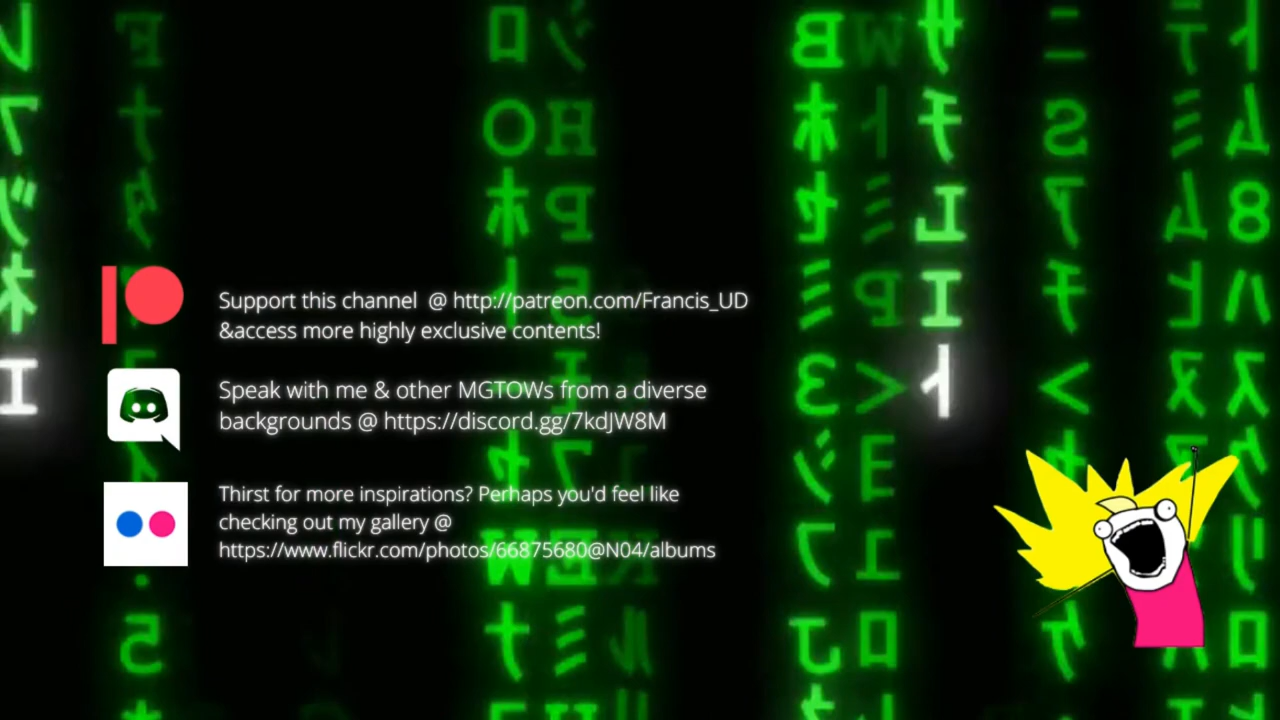 Support this channel @ http://patreon.com/Francis_UD
&access more highly exclusive contents!
Speak with me & other MGTOWs from a diverse
backgrounds @ https://discord.gg/7kdJW8M
Thirst for more inspirations? Perhaps you'd feel like
checking out my gallery @
https://www.flickr.com/photos/66875680@N04/albums